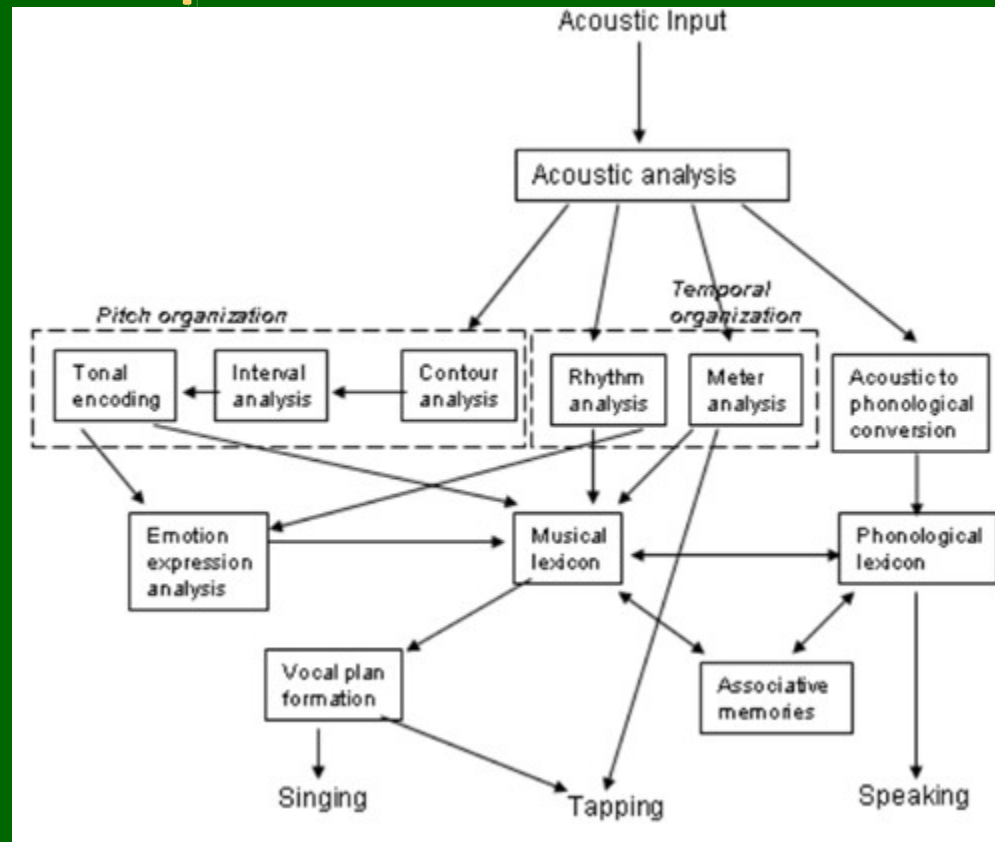 Acoustic Input
Acoustic analysis
Pitch organization
Temporal
organization
Tonal
encoding
Interval
analysis
Contour
analysis
Rhythm
analysis
Meter
analysis
Acoustic to
phonological
conversion
Emotion
expression
analysis
Musical
lexicon
Phonological
lexicon
Vocal plan
formation
Associative
memories
Singing
Tapping
Speaking